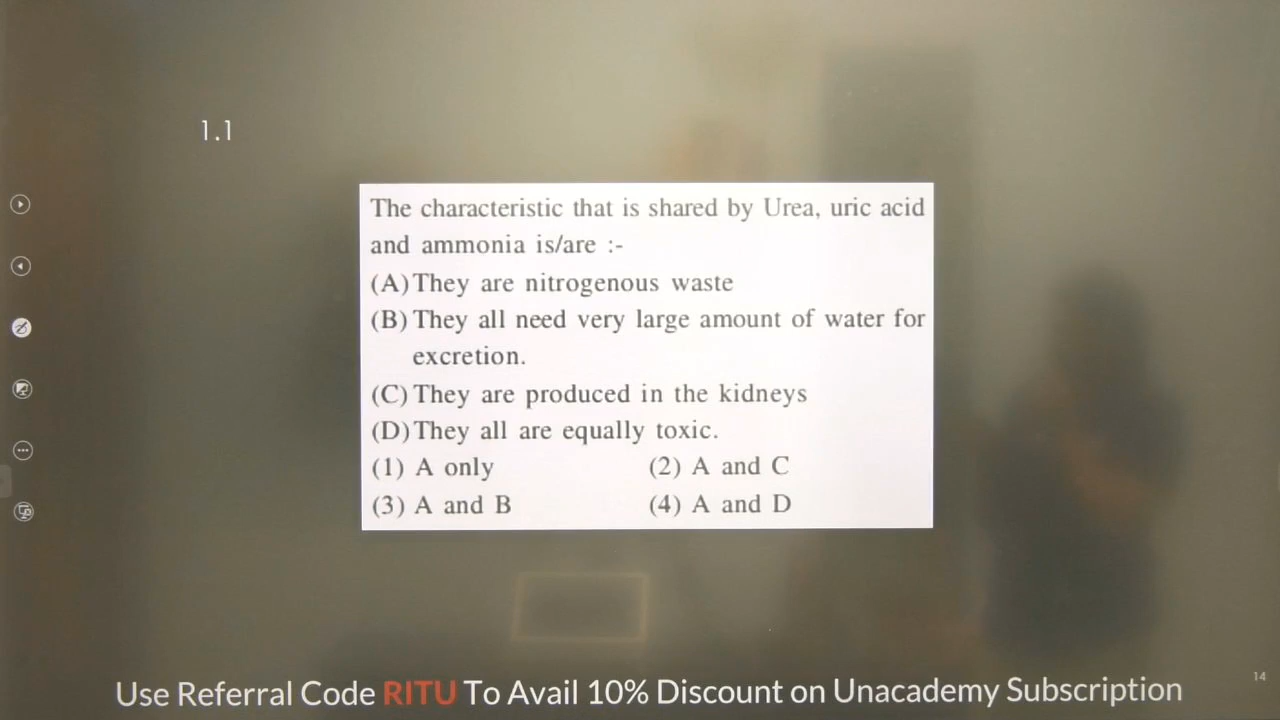 1.1
The characteristic that is shared by Urea, uric acid
and ammonia is/are :-
(A) They are nitrogenous waste
(B) They all need very large amount of water for
excretion.
(C) They are produced in the kidneys
(D) They all are equally toxic.
(1) A only (2) A and C
(3) A and B (4) A and D
14
Use Referral Code RITU To Avail 10% Discount on Unacademy Subscription